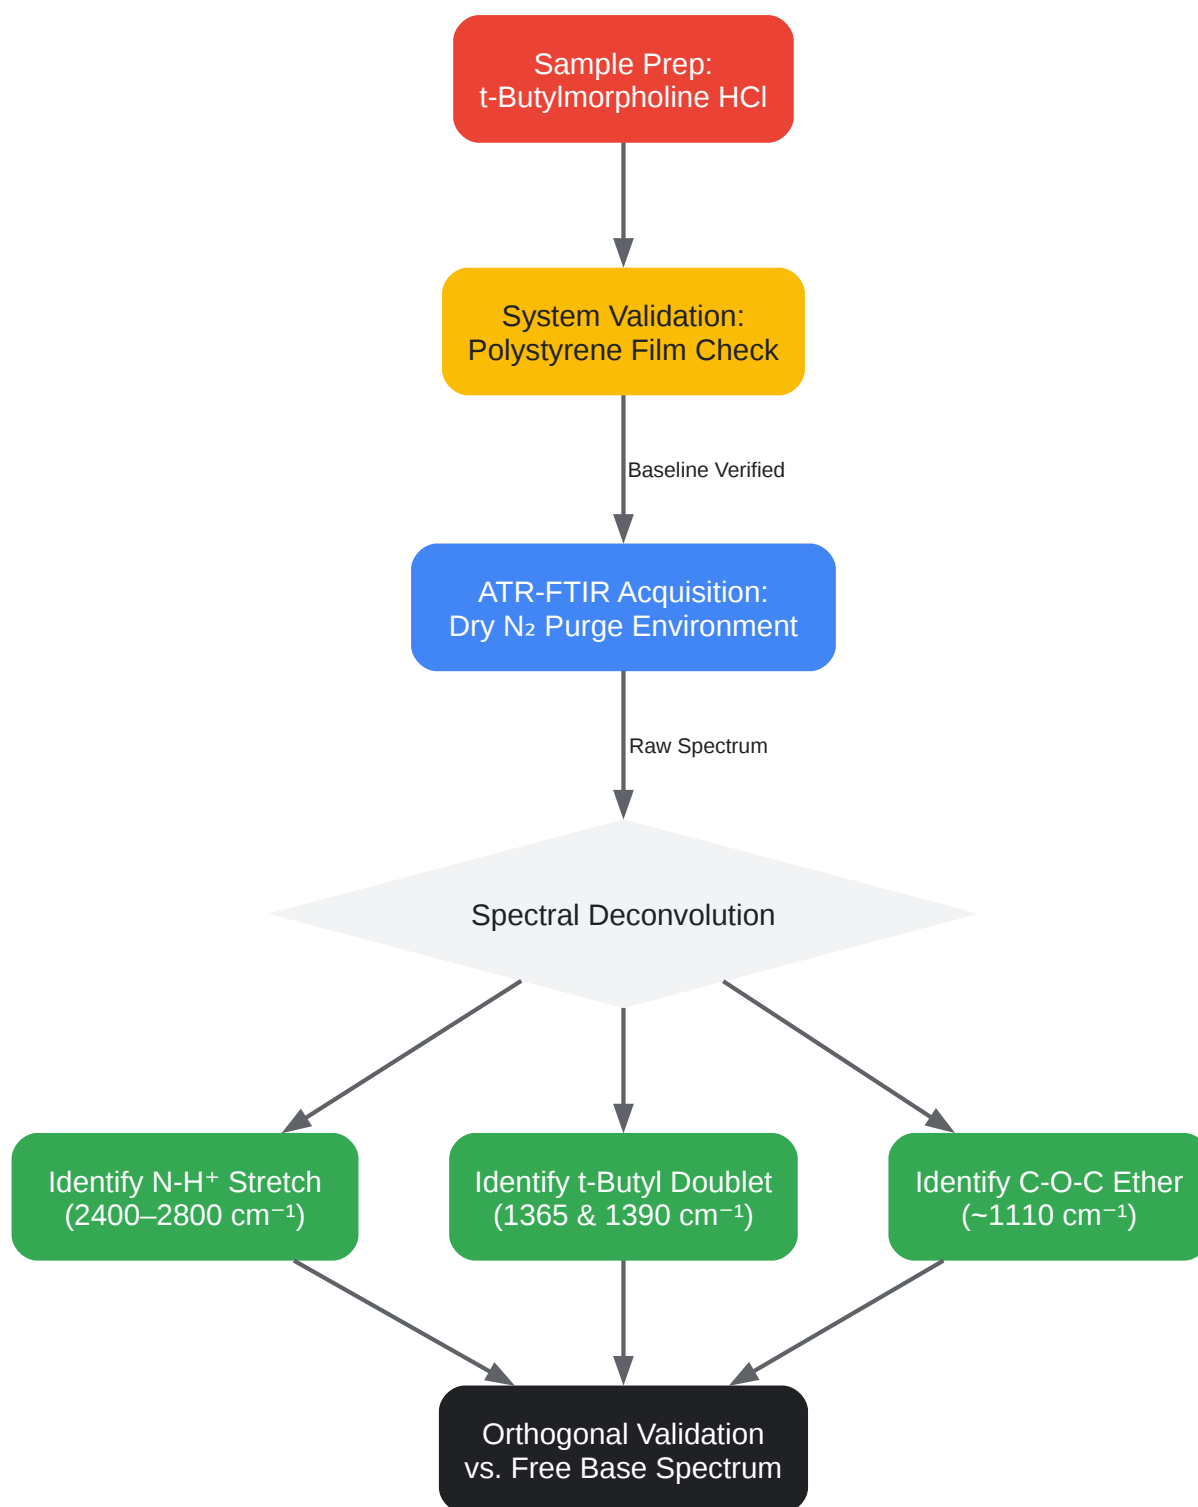 Sample Prep:
t-Butylmorpholine HCl
System Validation:
Polystyrene Film Check
Baseline Verified
ATR-FTIR Acquisition:
Dry N₂ Purge Environment
Raw Spectrum
Spectral Deconvolution
Identify N-H⁺ Stretch
(2400–2800 cm⁻¹)
Identify t-Butyl Doublet
(1365 & 1390 cm⁻¹)
Identify C-O-C Ether
(~1110 cm⁻¹)
Orthogonal Validation
vs. Free Base Spectrum